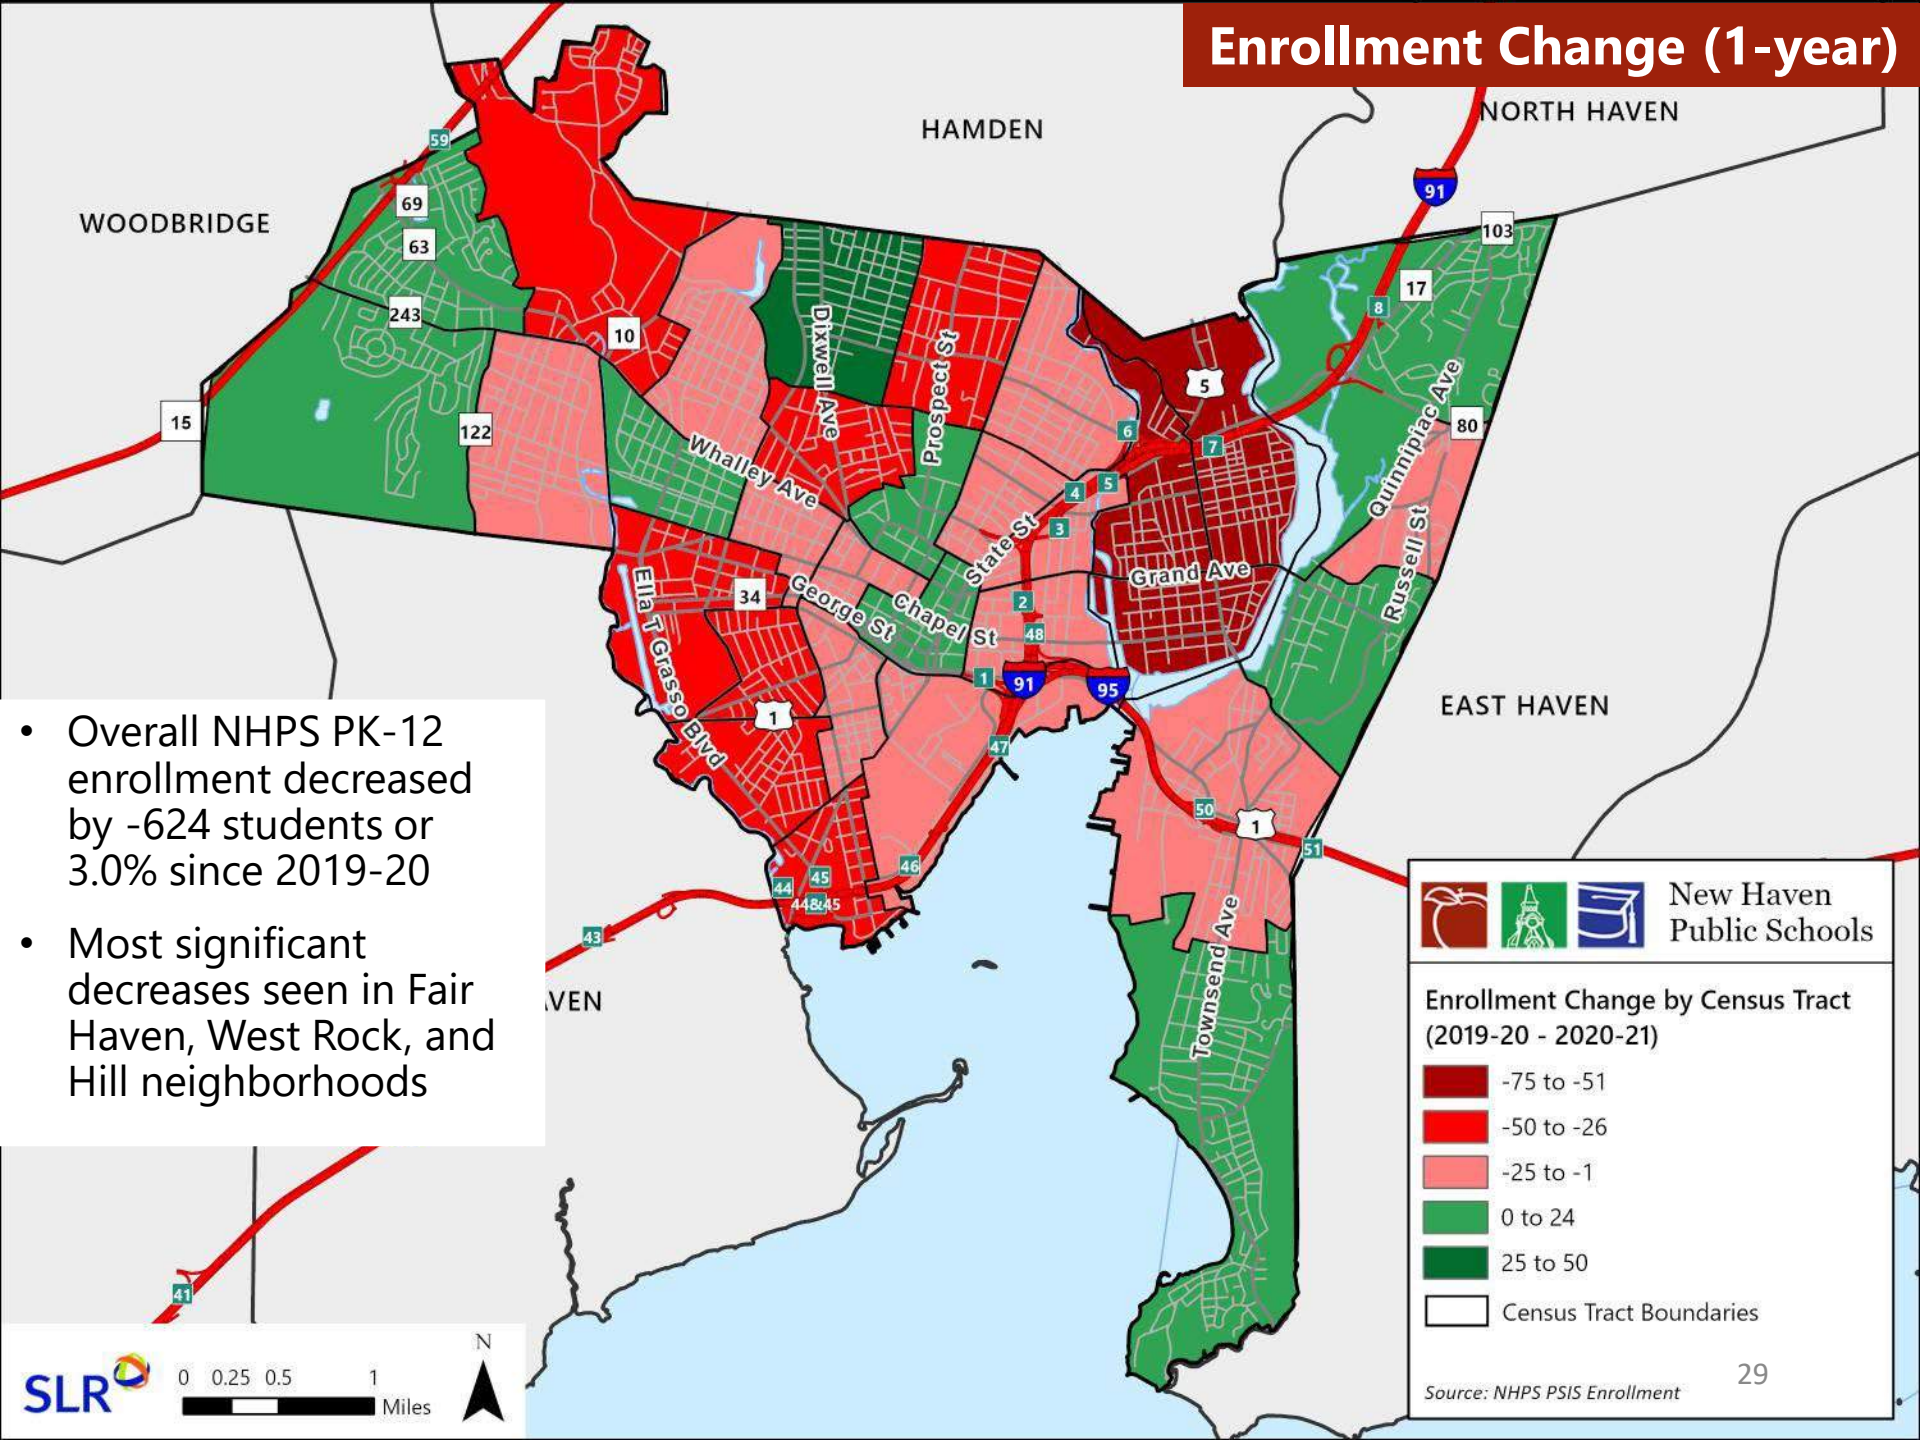 Enrollment Change (1-year)
HAMDEN
NORTH HAVEN
WOODBRIDGE
EAST HAVEN
AVEN
59
69
63
243
10
15
122
91
103
17
8
5
80
6
7
4
5
3
34
2
48
1
91
95
1
47
50
1
51
46
45
44
44&45
43
41
Dixwell Ave
Prospect St
Whalley Ave
Quinnipiac Ave
Russell St
State St
Grand Ave
Ella T Grasso Blvd
George St
Chapel St
Townsend Ave
• Overall NHPS PK-12
enrollment decreased
by -624 students or
3.0% since 2019-20
• Most significant
decreases seen in Fair
Haven, West Rock, and
Hill neighborhoods
New Haven
Public Schools
Enrollment Change by Census Tract
(2019-20 - 2020-21)
-75 to -51
-50 to -26
-25 to -1
0 to 24
25 to 50
Census Tract Boundaries
Source: NHPS PSIS Enrollment
29
SLR
0 0.25 0.5 1
Miles
N